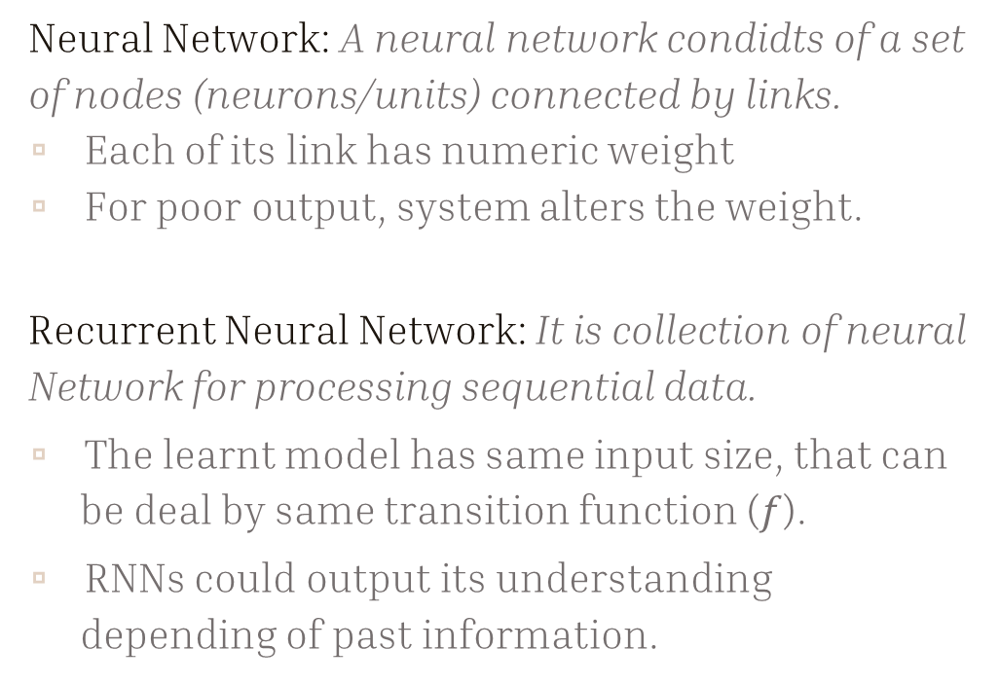 Neural Network: A neural network condidts of a set
of nodes (neurons/units) connected by links.
▫ Each of its link has numeric weight
▫ For poor output, system alters the weight.
Recurrent Neural Network: It is collection of neural
Network for processing sequential data.
▫ The learnt model has same input size, that can
be deal by same transition function (f).
▫ RNNs could output its understanding
depending of past information.